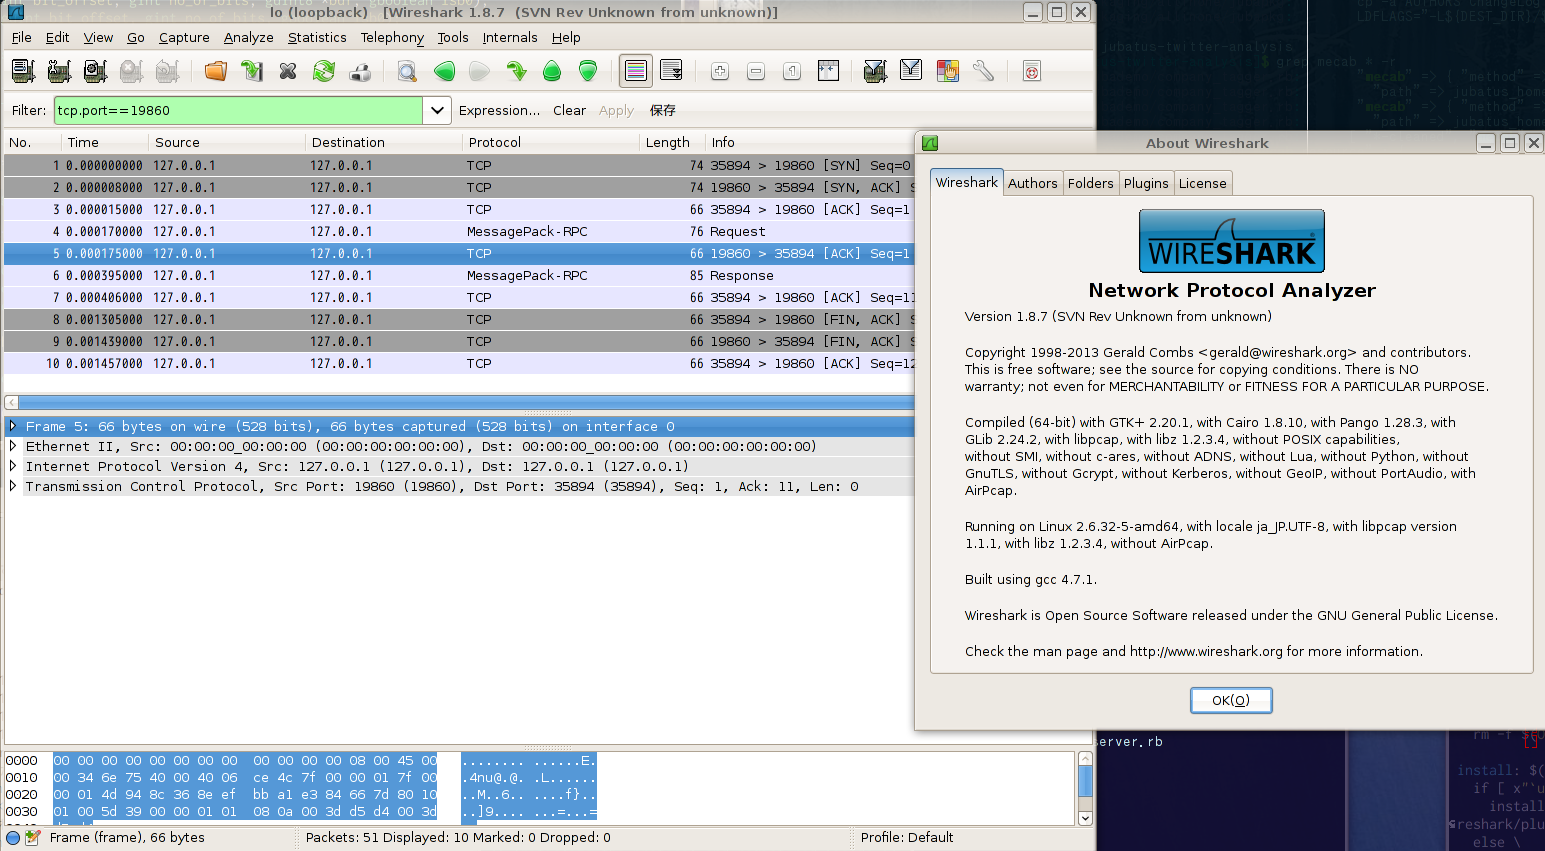 lo (loopback)   [Wireshark 1.8.7  (SVN Rev Unknown from unknown)]
File Edit View Go Capture Analyze Statistics Telephony Tools Internals Help
Filter: tcp.port==19860 Expression... Clear Apply 保存
No. Time Source Destination Protocol Length Info
1 0.000000000 127.0.0.1 127.0.0.1 TCP 74 35894 > 19860 [SYN] Seq=0
2 0.000008000 127.0.0.1 127.0.0.1 TCP 74 19860 > 35894 [SYN, ACK] S
3 0.000015000 127.0.0.1 127.0.0.1 TCP 66 35894 > 19860 [ACK] Seq=1
4 0.000170000 127.0.0.1 127.0.0.1 MessagePack-RPC 76 Request
5 0.000175000 127.0.0.1 127.0.0.1 TCP 66 19860 > 35894 [ACK] Seq=1
6 0.000395000 127.0.0.1 127.0.0.1 MessagePack-RPC 85 Response
7 0.000406000 127.0.0.1 127.0.0.1 TCP 66 35894 > 19860 [ACK] Seq=11
8 0.001305000 127.0.0.1 127.0.0.1 TCP 66 35894 > 19860 [FIN, ACK] S
9 0.001439000 127.0.0.1 127.0.0.1 TCP 66 19860 > 35894 [FIN, ACK] S
10 0.001457000 127.0.0.1 127.0.0.1 TCP 66 35894 > 19860 [ACK] Seq=12
Frame 5: 66 bytes on wire (528 bits), 66 bytes captured (528 bits) on interface 0
Ethernet II, Src: 00:00:00_00:00:00 (00:00:00:00:00:00), Dst: 00:00:00_00:00:00 (00:00:00:00:00:00)
Internet Protocol Version 4, Src: 127.0.0.1 (127.0.0.1), Dst: 127.0.0.1 (127.0.0.1)
Transmission Control Protocol, Src Port: 19860 (19860), Dst Port: 35894 (35894), Seq: 1, Ack: 11, Len: 0
0000 00 00 00 00 00 00 00 00 00 00 00 00 08 00 45 00 ........ ......E.
0010 00 34 6e 75 40 00 40 06 ce 4c 7f 00 00 01 7f 00 .4nu@.@. .L......
0020 00 01 4d 94 8c 36 8e ef bb a1 e3 84 66 7d 80 10 ..M..6.. ....f}..
0030 01 00 5d 39 00 00 01 01 08 0a 00 3d d5 d4 00 3d ..]9.... ...=...=
Frame (frame), 66 bytes Packets: 51 Displayed: 10 Marked: 0 Dropped: 0 Profile: Default
About Wireshark
Wireshark Authors Folders Plugins License
WIRESHARK
Network Protocol Analyzer
Version 1.8.7 (SVN Rev Unknown from unknown)
Copyright 1998-2013 Gerald Combs <gerald@wireshark.org> and contributors.
This is free software; see the source for copying conditions. There is NO
warranty; not even for MERCHANTABILITY or FITNESS FOR A PARTICULAR PURPOSE.
Compiled (64-bit) with GTK+ 2.20.1, with Cairo 1.8.10, with Pango 1.28.3, with
GLib 2.24.2, with libpcap, with libz 1.2.3.4, without POSIX capabilities,
without SMI, without c-ares, without ADNS, without Lua, without Python, without
GnuTLS, without Gcrypt, without Kerberos, without GeoIP, without PortAudio, with
AirPcap.
Running on Linux 2.6.32-5-amd64, with locale ja_JP.UTF-8, with libpcap version
1.1.1, with libz 1.2.3.4, without AirPcap.
Built using gcc 4.7.1.
Wireshark is Open Source Software released under the GNU General Public License.
Check the man page and http://www.wireshark.org for more information.
OK(O)
LDFLAGS="-L$(DEST_DIR)/
jubatus-twitter-analysis
$ grep mecab * -r
"mecab" => { "method" =
"path" => jubatus_home
"mecab" => { "method" =
"path" => jubatus_home
erver.rb
install: $(
if [ x"`u
install
reshark/plu
else \